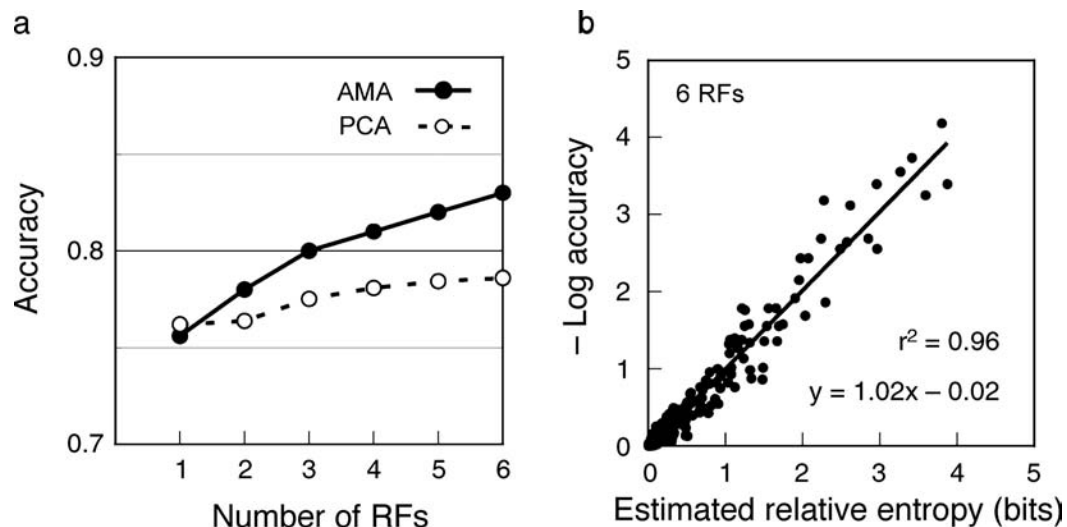 a
0.9
0.8
0.7
Accuracy
AMA
PCA
1 2 3 4 5 6
Number of RFs
b
-5
-4
-3
-2
-1
0
– Log accuracy
6 RFs
r² = 0.96
y = 1.02x – 0.02
0 1 2 3 4 5
Estimated relative entropy (bits)